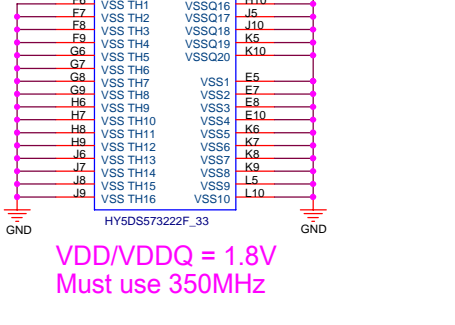 F6 VSS TH1 VSSQ16 H10
F7 VSS TH2 VSSQ17 J5
F8 VSS TH3 VSSQ18 J10
F9 VSS TH4 VSSQ19 K5
G6 VSS TH5 VSSQ20 K10
G7 VSS TH6
G8 VSS TH7 VSS1 E5
G9 VSS TH8 VSS2 E7
H6 VSS TH9 VSS3 E8
H7 VSS TH10 VSS4 E10
H8 VSS TH11 VSS5 K6
H9 VSS TH12 VSS6 K7
J6 VSS TH13 VSS7 K8
J7 VSS TH14 VSS8 K9
J8 VSS TH15 VSS9 L5
J9 VSS TH16 VSS10 L10
GND HY5DS573222F_33 GND
VDD/VDDQ = 1.8V
Must use 350MHz